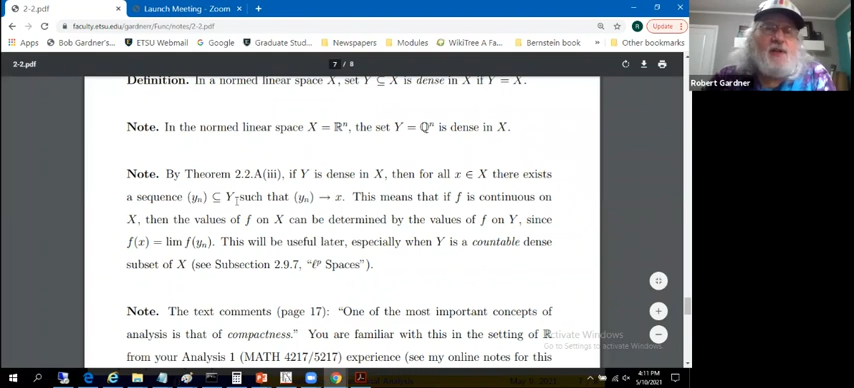 2-2.pdf
Launch Meeting - Zoom
faculty.etsu.edu/gardnerr/Func/notes/2-2.pdf
Update
Apps
Bob Gardner's (ETSU...
ETSU Webmail
Google
Graduate Stud...
Newspapers
Modules
WikiTree A Fa...
Bernstein book
»
Other bookmarks
Robert Gardner
2-2.pdf
7 / 8
Definition. In a normed linear space X, set Y ⊆ X is dense in X if Y = X.
Note. In the normed linear space X = ℝⁿ, the set Y = ℚⁿ is dense in X.
Note. By Theorem 2.2.A(iii), if Y is dense in X, then for all x ∈ X there exists
a sequence (yₙ) ⊆ Y such that (yₙ) → x. This means that if f is continuous on
X, then the values of f on X can be determined by the values of f on Y, since
f(x) = lim f(yₙ). This will be useful later, especially when Y is a countable dense
subset of X (see Subsection 2.9.7, “ℓᵖ Spaces”).
Note. The text comments (page 17): “One of the most important concepts of
analysis is that of compactness.” You are familiar with this in the setting of ℝ
from your Analysis 1 (MATH 4217/5217) experience (see my online notes for this
Activate Windows
Go to Settings to activate Windows.
4:11 PM
5/10/2021